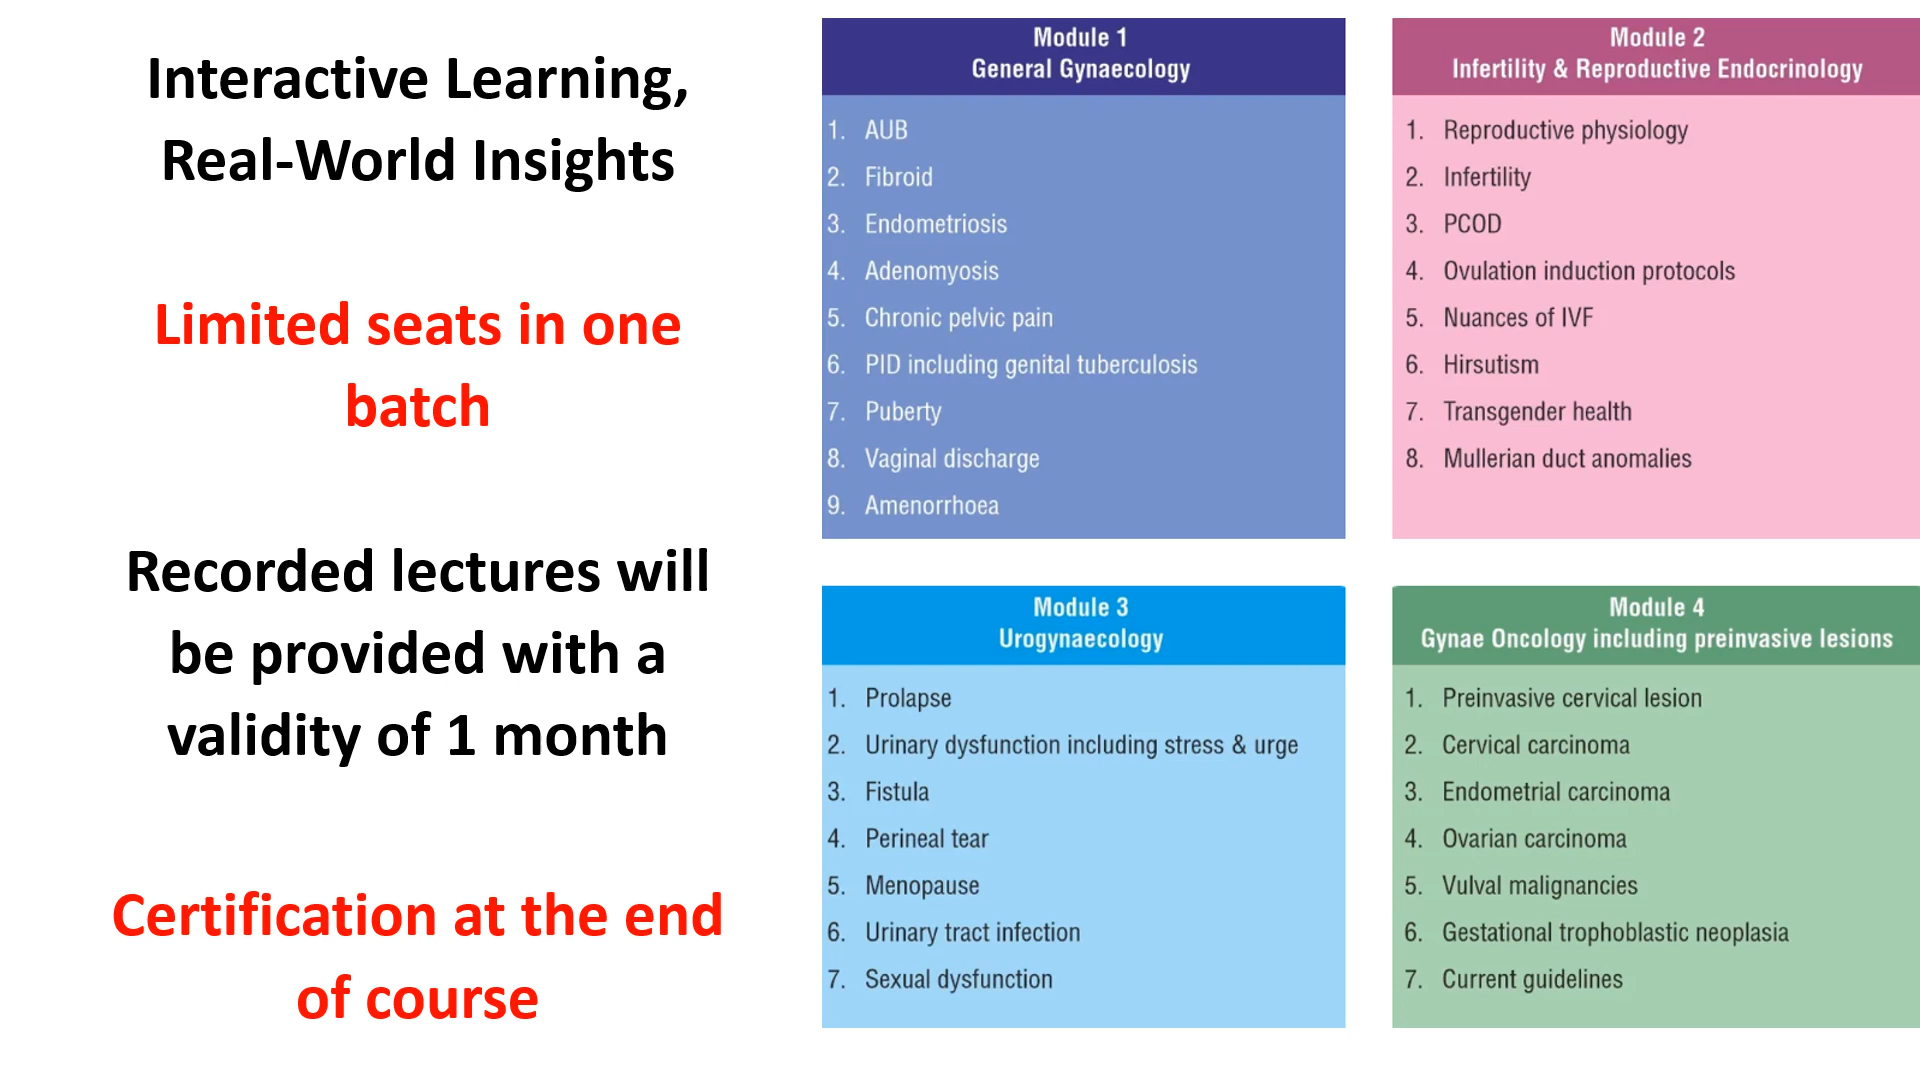 Interactive Learning,
Real-World Insights
Limited seats in one
batch
Recorded lectures will
be provided with a
validity of 1 month
Certification at the end
of course
Module 1
General Gynaecology
1. AUB
2. Fibroid
3. Endometriosis
4. Adenomyosis
5. Chronic pelvic pain
6. PID including genital tuberculosis
7. Puberty
8. Vaginal discharge
9. Amenorrhoea
Module 2
Infertility & Reproductive Endocrinology
1. Reproductive physiology
2. Infertility
3. PCOD
4. Ovulation induction protocols
5. Nuances of IVF
6. Hirsutism
7. Transgender health
8. Mullerian duct anomalies
Module 3
Urogynaecology
1. Prolapse
2. Urinary dysfunction including stress & urge
3. Fistula
4. Perineal tear
5. Menopause
6. Urinary tract infection
7. Sexual dysfunction
Module 4
Gynae Oncology including preinvasive lesions
1. Preinvasive cervical lesion
2. Cervical carcinoma
3. Endometrial carcinoma
4. Ovarian carcinoma
5. Vulval malignancies
6. Gestational trophoblastic neoplasia
7. Current guidelines